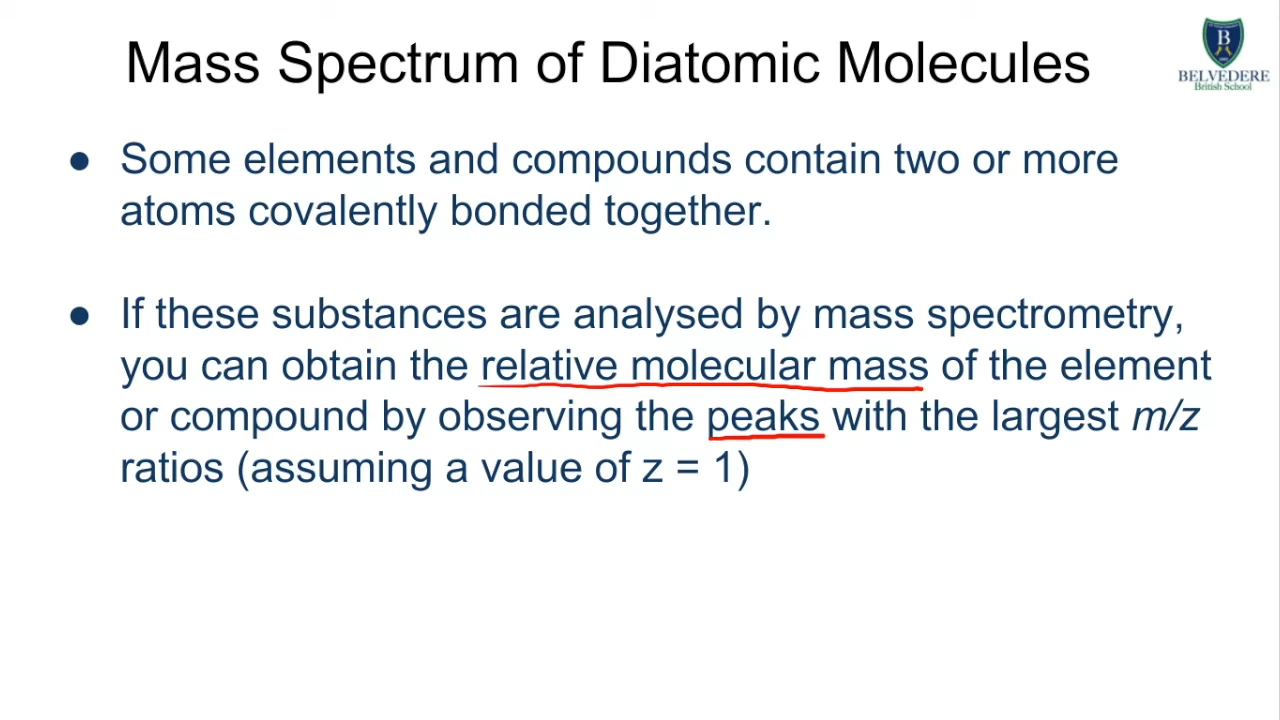 Mass Spectrum of Diatomic Molecules
B
BELVEDERE
British School
● Some elements and compounds contain two or more
atoms covalently bonded together.
● If these substances are analysed by mass spectrometry,
you can obtain the relative molecular mass of the element
or compound by observing the peaks with the largest m/z
ratios (assuming a value of z = 1)